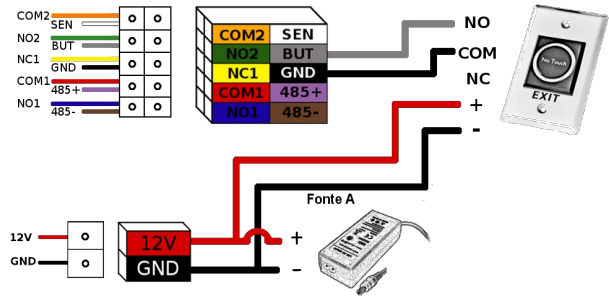 COM2
SEN
NO2
BUT
NC1
GND
COM1
485+
NO1
485-
COM2 SEN
NO2 BUT
NC1 GND
COM1 485+
NO1 485-
NO
COM
NC
+
-
No Touch
EXIT
Fonte A
12V
GND
12V
GND
+
-